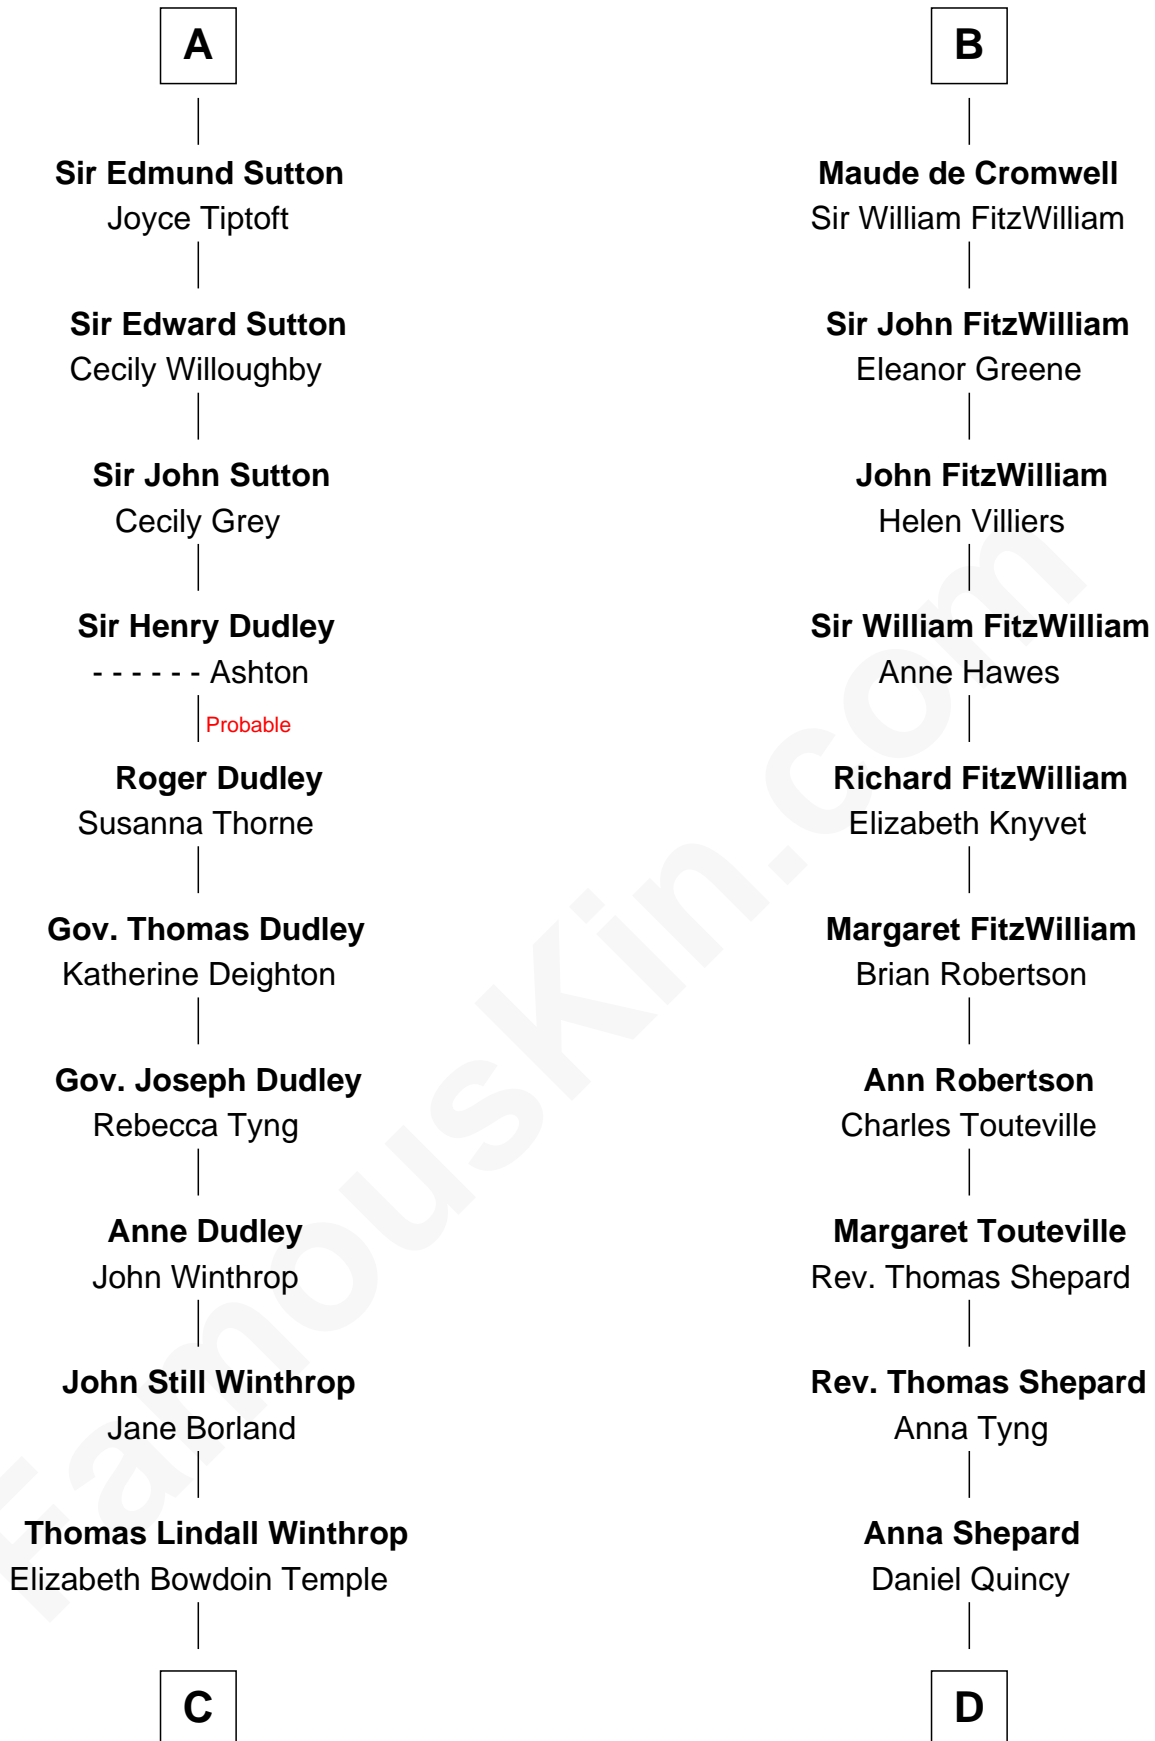 A
Sir Edmund Sutton
Joyce Tiptoft
Sir Edward Sutton
Cecily Willoughby
Sir John Sutton
Cecily Grey
Sir Henry Dudley
- - - - - - Ashton
Probable
Roger Dudley
Susanna Thorne
Gov. Thomas Dudley
Katherine Deighton
Gov. Joseph Dudley
Rebecca Tyng
Anne Dudley
John Winthrop
John Still Winthrop
Jane Borland
Thomas Lindall Winthrop
Elizabeth Bowdoin Temple
C
B
Maude de Cromwell
Sir William FitzWilliam
Sir John FitzWilliam
Eleanor Greene
John FitzWilliam
Helen Villiers
Sir William FitzWilliam
Anne Hawes
Richard FitzWilliam
Elizabeth Knyvet
Margaret FitzWilliam
Brian Robertson
Ann Robertson
Charles Touteville
Margaret Touteville
Rev. Thomas Shepard
Rev. Thomas Shepard
Anna Tyng
Anna Shepard
Daniel Quincy
D
FamousKin.com